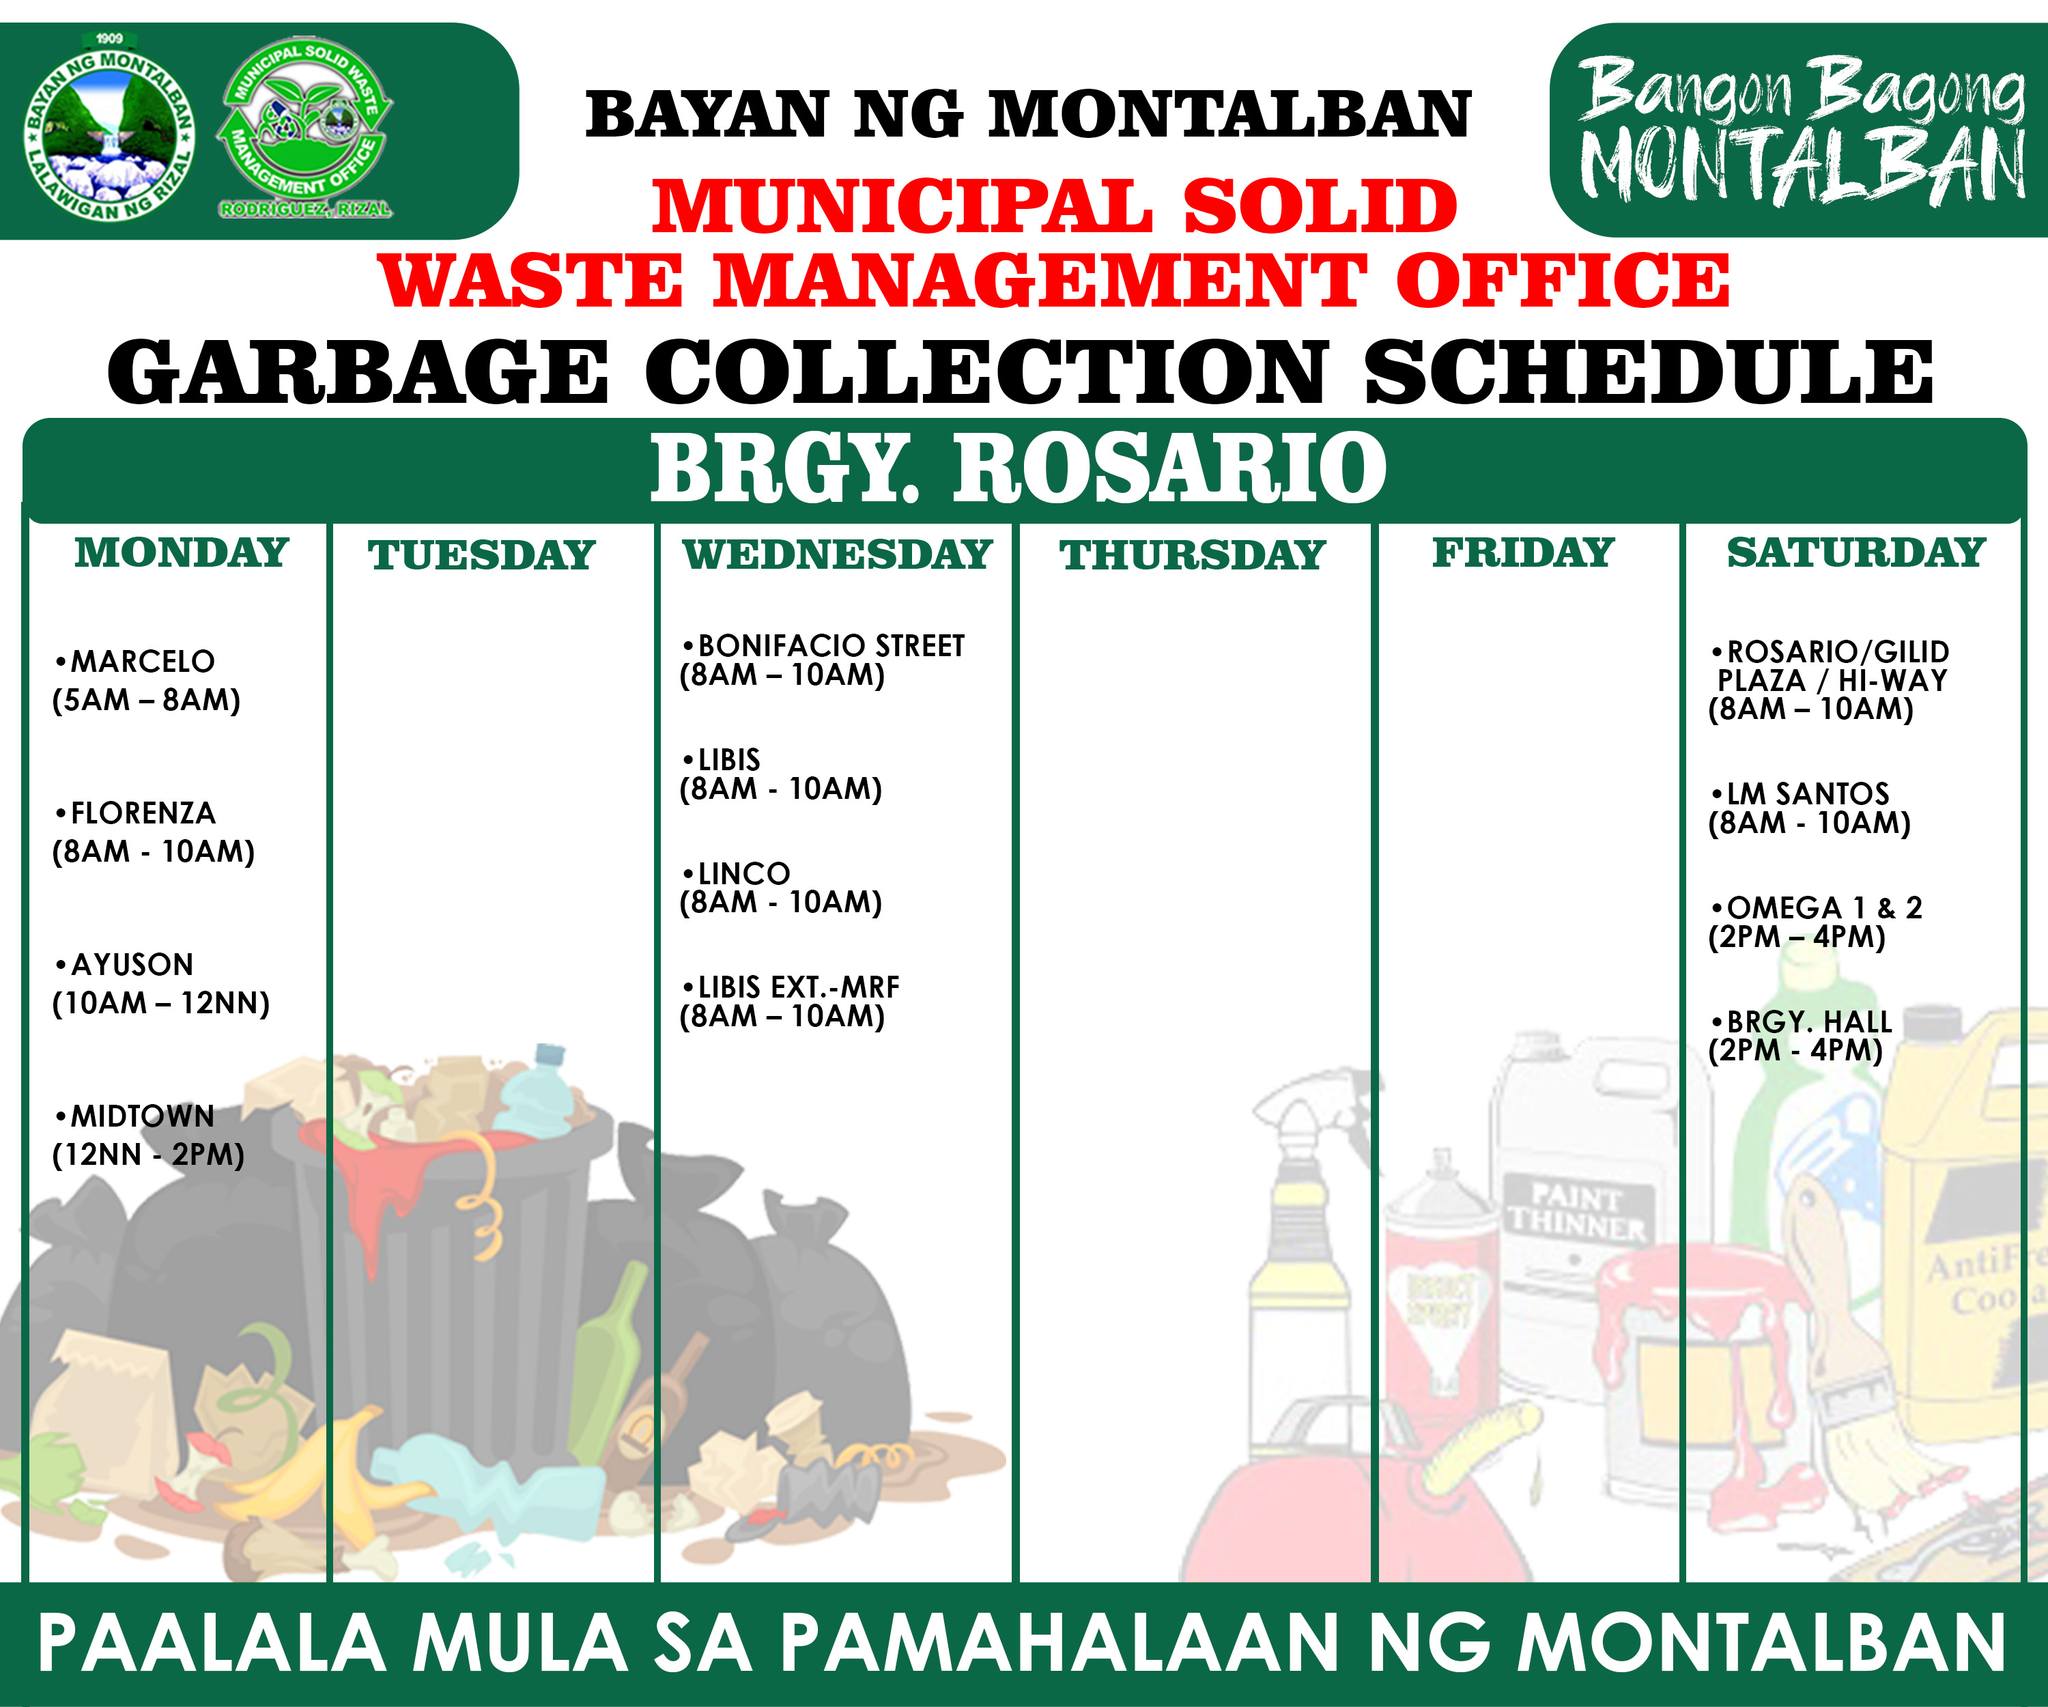 1909
BAYAN NG MONTALBAN
LALAWIGAN NG RIZAL
MUNICIPAL SOLID WASTE
MANAGEMENT OFFICE
RODRIGUEZ, RIZAL
BAYAN NG MONTALBAN
MUNICIPAL SOLID
WASTE MANAGEMENT OFFICE
Bangon Bagong
MONTALBAN
GARBAGE COLLECTION SCHEDULE
BRGY. ROSARIO
MONDAY
•MARCELO
(5AM – 8AM)
•FLORENZA
(8AM - 10AM)
•AYUSON
(10AM – 12NN)
•MIDTOWN
(12NN - 2PM)
TUESDAY
WEDNESDAY
•BONIFACIO STREET
(8AM – 10AM)
•LIBIS
(8AM - 10AM)
•LINCO
(8AM - 10AM)
•LIBIS EXT.-MRF
(8AM – 10AM)
THURSDAY
FRIDAY
SATURDAY
•ROSARIO/GILID
PLAZA / HI-WAY
(8AM – 10AM)
•LM SANTOS
(8AM - 10AM)
•OMEGA 1 & 2
(2PM – 4PM)
•BRGY. HALL
(2PM - 4PM)
PAINT
THINNER
AntiFre
Coo a
PAALALA MULA SA PAMAHALAAN NG MONTALBAN